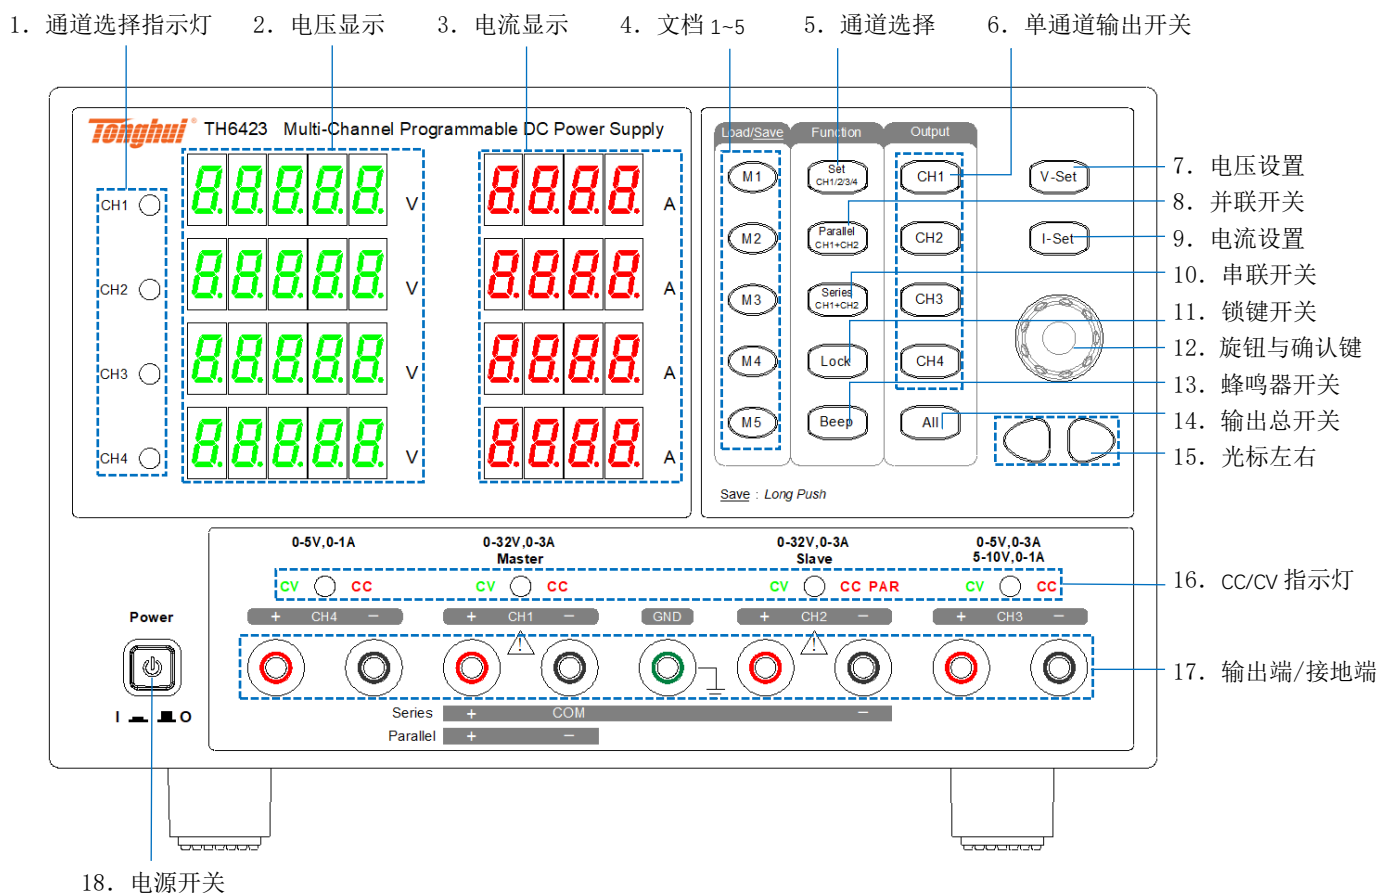 1. 通道选择指示灯
2. 电压显示
3. 电流显示
4. 文档 1~5
5. 通道选择
6. 单通道输出开关
Tonghui
TH6423 Multi-Channel Programmable DC Power Supply
CH1
V
A
CH2
V
A
CH3
V
A
CH4
V
A
Load/Save
Function
Output
M1
Set
CH1/2/3/4
CH1
V-Set
M2
Parallel
CH1+CH2
CH2
I-Set
M3
Series
CH1+CH2
CH3
M4
Lock
CH4
M5
Beep
All
Save : Long Push
7. 电压设置
8. 并联开关
9. 电流设置
10. 串联开关
11. 锁键开关
12. 旋钮与确认键
13. 蜂鸣器开关
14. 输出总开关
15. 光标左右
16. CC/CV 指示灯
17. 输出端/接地端
0-5V,0-1A
0-32V,0-3A
Master
0-32V,0-3A
Slave
0-5V,0-3A
5-10V,0-1A
CV CC
CV CC
CV CC PAR
CV CC
+ CH4 −
+ CH1 −
GND
+ CH2 −
+ CH3 −
!
!
Power
I O
Series + COM −
Parallel + −
18. 电源开关